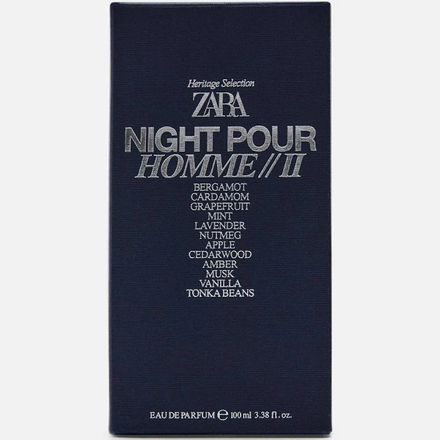 Heritage Selection
ZARA
NIGHT POUR
HOMME//II
BERGAMOT
CARDAMOM
GRAPEFRUIT
MINT
LAVENDER
NUTMEG
APPLE
CEDARWOOD
AMBER
MUSK
VANILLA
TONKA BEANS
EAU DE PARFUM ℮ 100 ml 3.38 fl. oz.